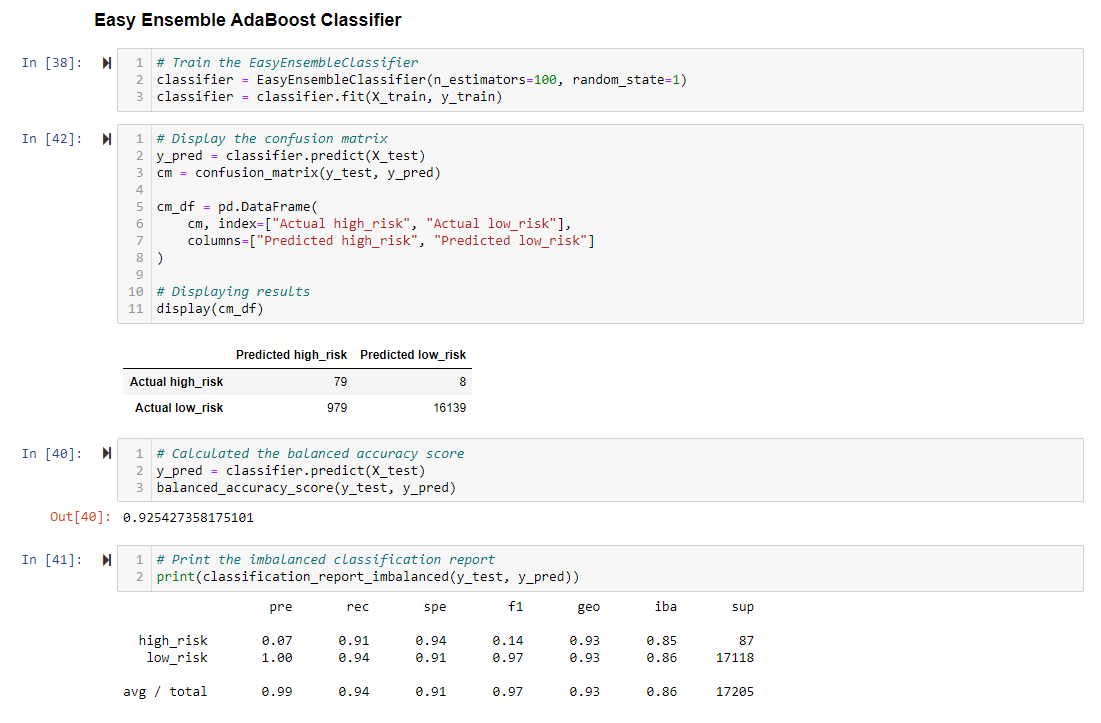 Easy Ensemble AdaBoost Classifier
In [38]:
1 # Train the EasyEnsembleClassifier
2 classifier = EasyEnsembleClassifier(n_estimators=100, random_state=1)
3 classifier = classifier.fit(X_train, y_train)
In [42]:
1 # Display the confusion matrix
2 y_pred = classifier.predict(X_test)
3 cm = confusion_matrix(y_test, y_pred)
4
5 cm_df = pd.DataFrame(
6     cm, index=["Actual high_risk", "Actual low_risk"],
7     columns=["Predicted high_risk", "Predicted low_risk"]
8 )
9
10 # Displaying results
11 display(cm_df)
Predicted high_risk Predicted low_risk
Actual high_risk 79 8
Actual low_risk 979 16139
In [40]:
1 # Calculated the balanced accuracy score
2 y_pred = classifier.predict(X_test)
3 balanced_accuracy_score(y_test, y_pred)
Out[40]: 0.925427358175101
In [41]:
1 # Print the imbalanced classification report
2 print(classification_report_imbalanced(y_test, y_pred))
pre rec spe f1 geo iba sup
high_risk 0.07 0.91 0.94 0.14 0.93 0.85 87
low_risk 1.00 0.94 0.91 0.97 0.93 0.86 17118
avg / total 0.99 0.94 0.91 0.97 0.93 0.86 17205